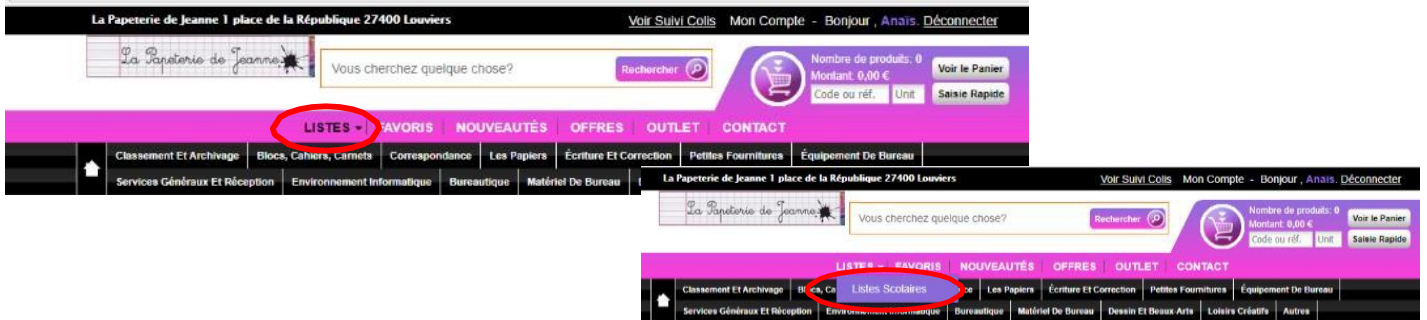 La Papeterie de Jeanne 1 place de la République 27400 Louviers
Voir Suivi Colis Mon Compte - Bonjour , Anaïs. Déconnecter
La Papeterie de Jeanne
Vous cherchez quelque chose?
Rechercher
Nombre de produits: 0
Montant: 0,00 €
Code ou réf. Unit
Voir le Panier
Saisie Rapide
LISTES FAVORIS NOUVEAUTÉS OFFRES OUTLET CONTACT
Classement Et Archivage Blocs, Cahiers, Carnets Correspondance Les Papiers Écriture Et Correction Petites Fournitures Équipement De Bureau
Services Généraux Et Réception Environnement Informatique Bureautique Matériel De Bureau
La Papeterie de Jeanne 1 place de la République 27400 Louviers
Voir Suivi Colis Mon Compte - Bonjour , Anaïs. Déconnecter
La Papeterie de Jeanne
Vous cherchez quelque chose?
Rechercher
Nombre de produits: 0
Montant: 0,00 €
Code ou réf. Unit
Voir le Panier
Saisie Rapide
LISTES FAVORIS NOUVEAUTÉS OFFRES OUTLET CONTACT
Listes Scolaires
Classement Et Archivage Les Papiers Écriture Et Correction Petites Fournitures Équipement De Bureau
Services Généraux Et Réception Environnement Informatique Bureautique Matériel De Bureau Dessin Et Beaux-Arts Loisirs Créatifs Autres